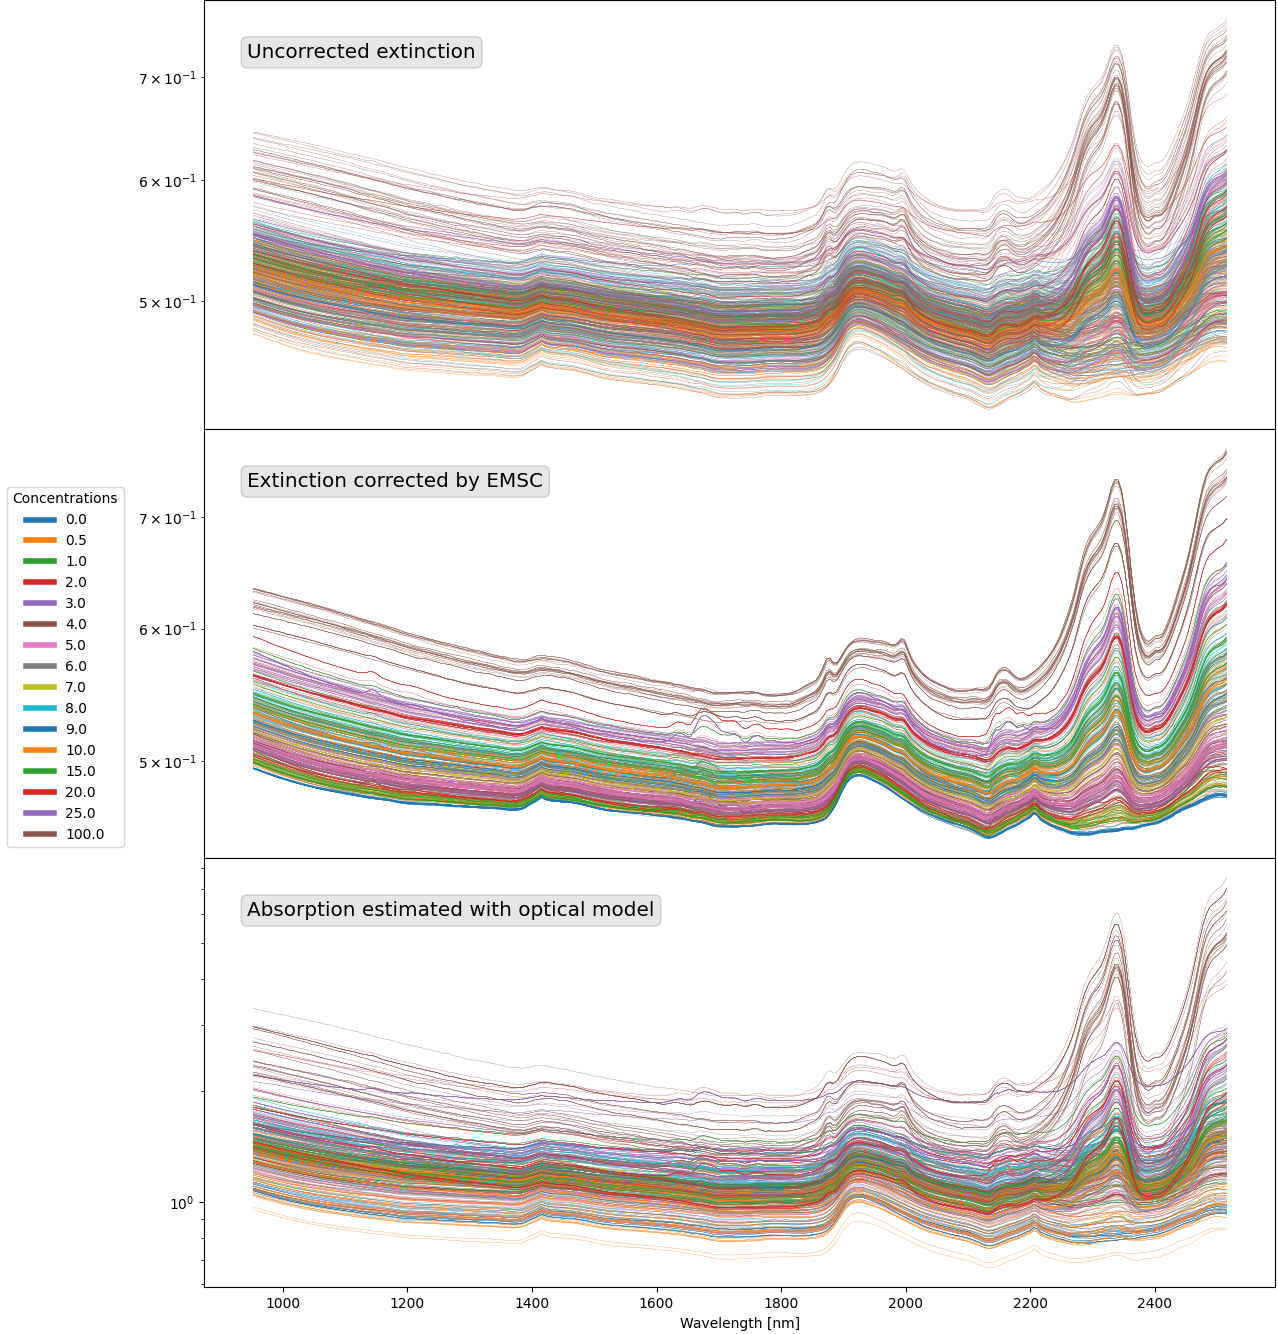 Uncorrected extinction
7 × 10⁻¹
6 × 10⁻¹
5 × 10⁻¹
Extinction corrected by EMSC
7 × 10⁻¹
6 × 10⁻¹
5 × 10⁻¹
Concentrations
0.0
0.5
1.0
2.0
3.0
4.0
5.0
6.0
7.0
8.0
9.0
10.0
15.0
20.0
25.0
100.0
Absorption estimated with optical model
10⁰
1000 1200 1400 1600 1800 2000 2200 2400
Wavelength [nm]